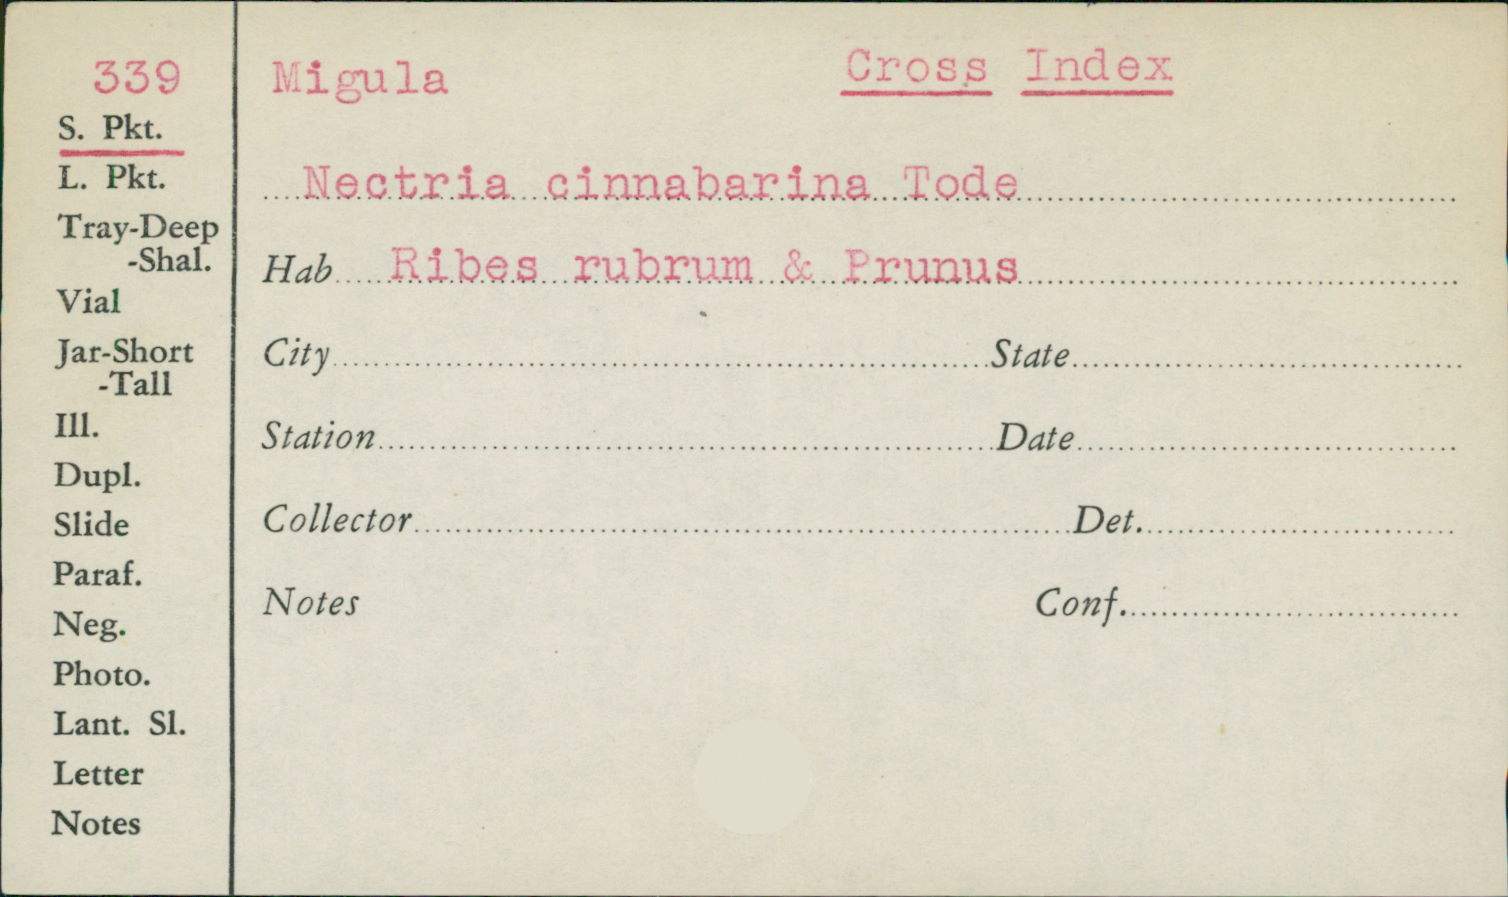 339
S. Pkt.
L. Pkt.
Tray-Deep
-Shal.
Vial
Jar-Short
-Tall
Ill.
Dupl.
Slide
Paraf.
Neg.
Photo.
Lant. Sl.
Letter
Notes
Migula Cross Index
Nectria cinnabarina Tode
Hab Ribes rubrum & Prunus
City State
Station Date
Collector Det.
Notes Conf.